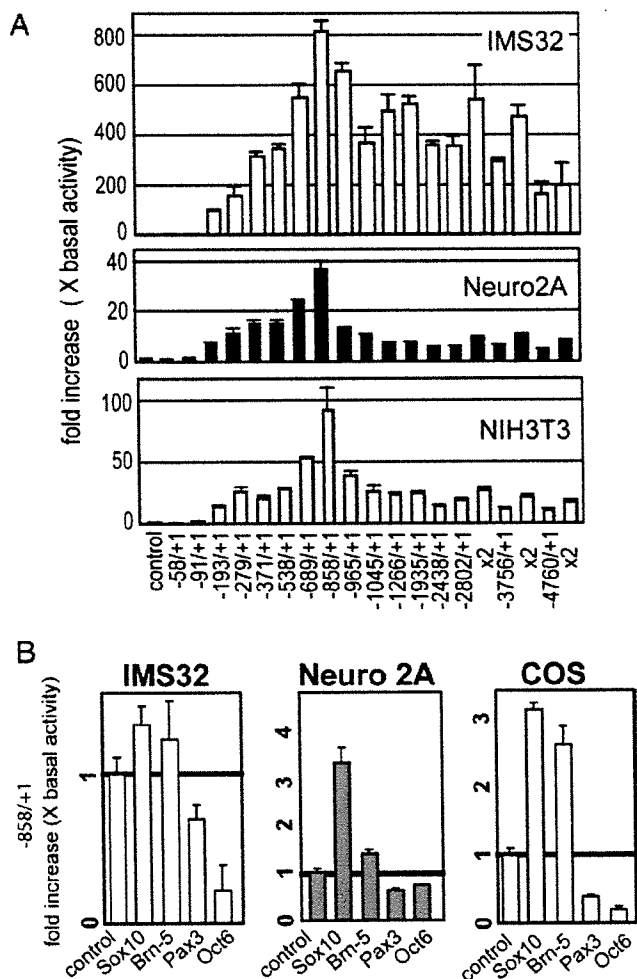 A
IMS32
800
600
400
200
0
Neuro2A
40
20
0
NIH3T3
100
50
0
fold increase ( X basal activity)
control
-58/+1
-91/+1
-193/+1
-279/+1
-371/+1
-538/+1
-689/+1
-858/+1
-965/+1
-1045/+1
-1266/+1
-1935/+1
-2438/+1
-2802/+1
x2
-3756/+1
x2
-4760/+1
x2
B
IMS32
Neuro 2A
COS
-858/+1
fold increase (X basal activity)
1
0
4
3
2
1
0
3
2
1
0
control
Sox10
Brn-5
Pax3
Oct6
control
Sox10
Brn-5
Pax3
Oct6
control
Sox10
Brn-5
Pax3
Oct6